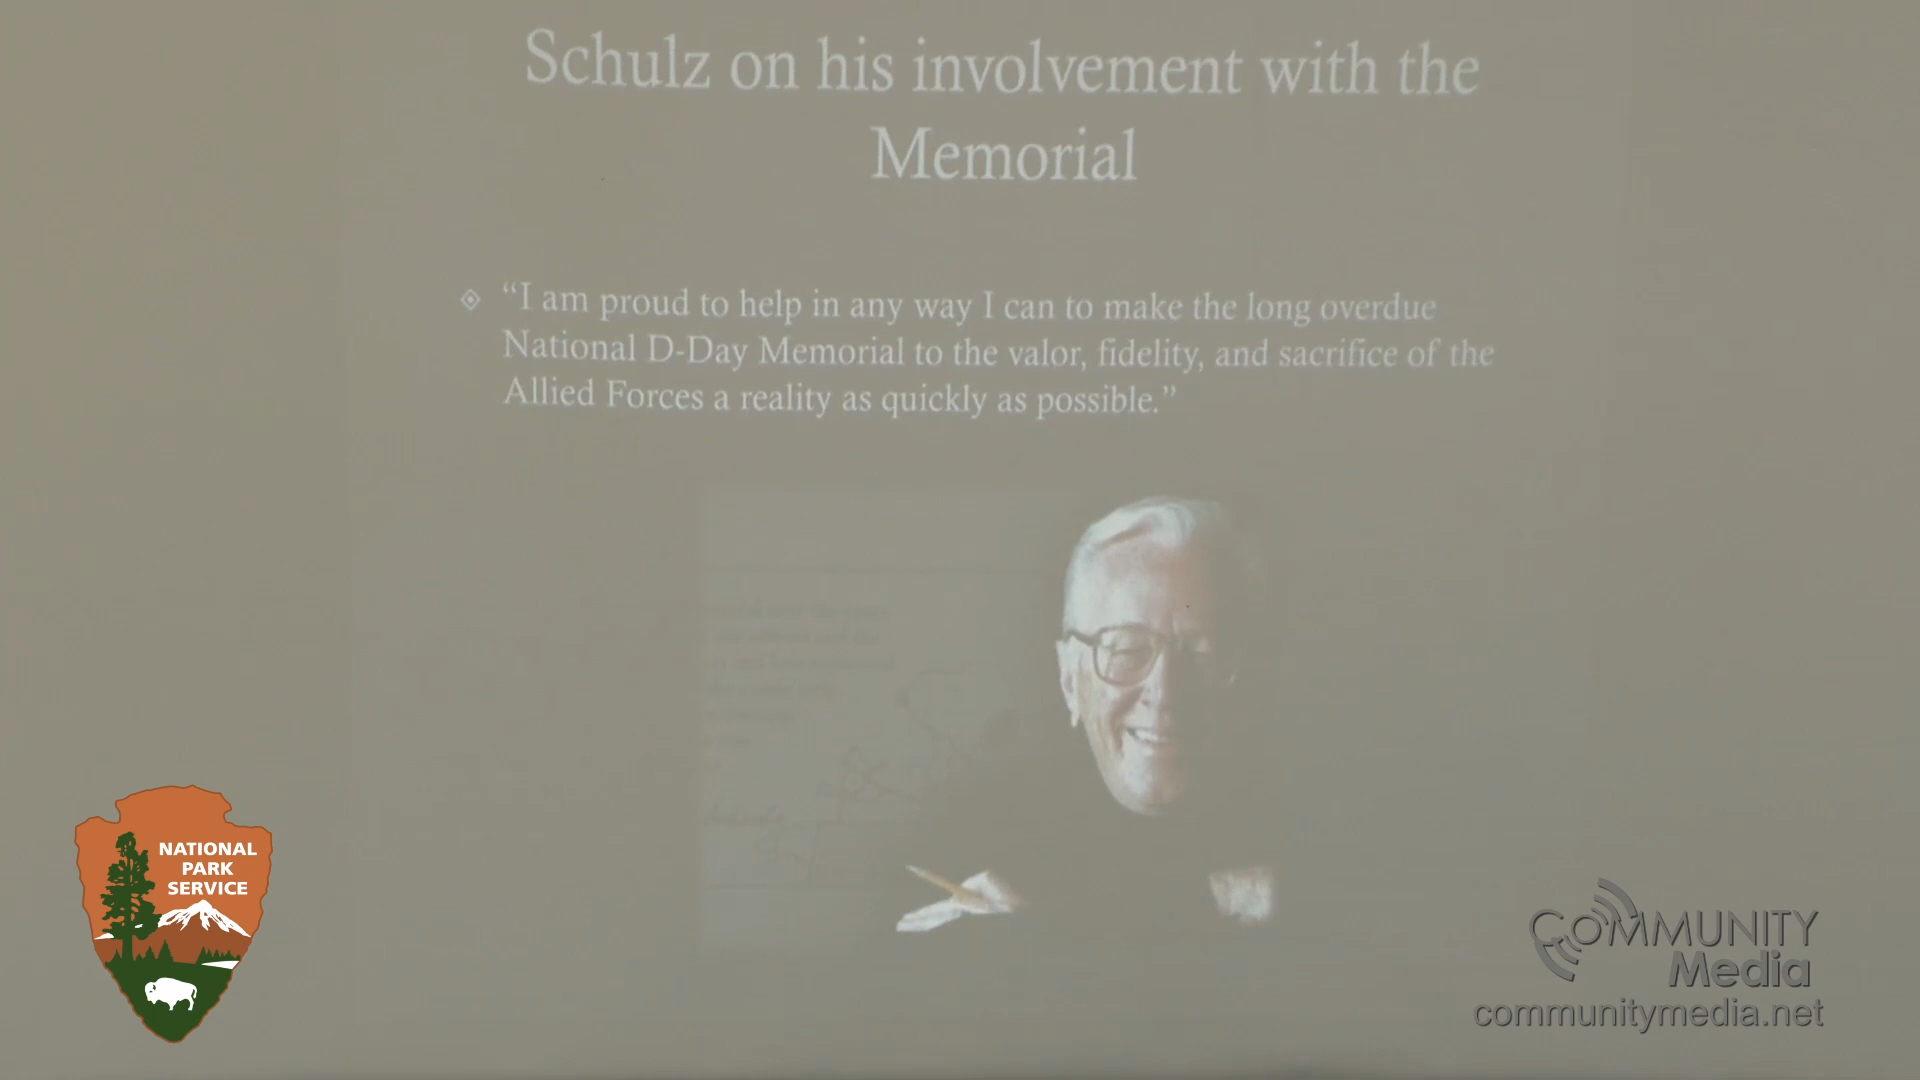 Schulz on his involvement with the
Memorial
“I am proud to help in any way I can to make the long overdue
National D-Day Memorial to the valor, fidelity, and sacrifice of the
Allied Forces a reality as quickly as possible.”
NATIONAL
PARK
SERVICE
COMMUNITY
Media
communitymedia.net